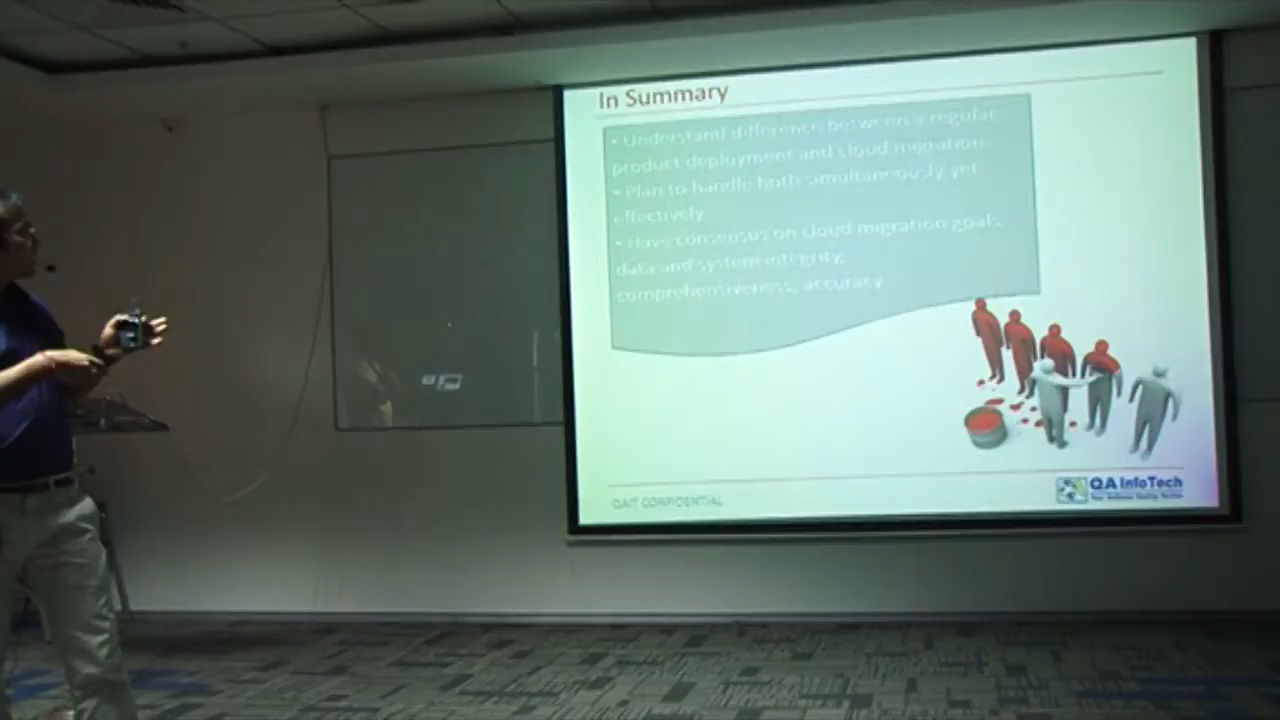 In Summary
• Understand difference between a regular
product deployment and cloud migration
• Plan to handle both simultaneously yet
effectively
• Have consensus on cloud migration goals,
data and system integrity,
comprehensiveness, accuracy
QAIT CONFIDENTIAL
QA InfoTech